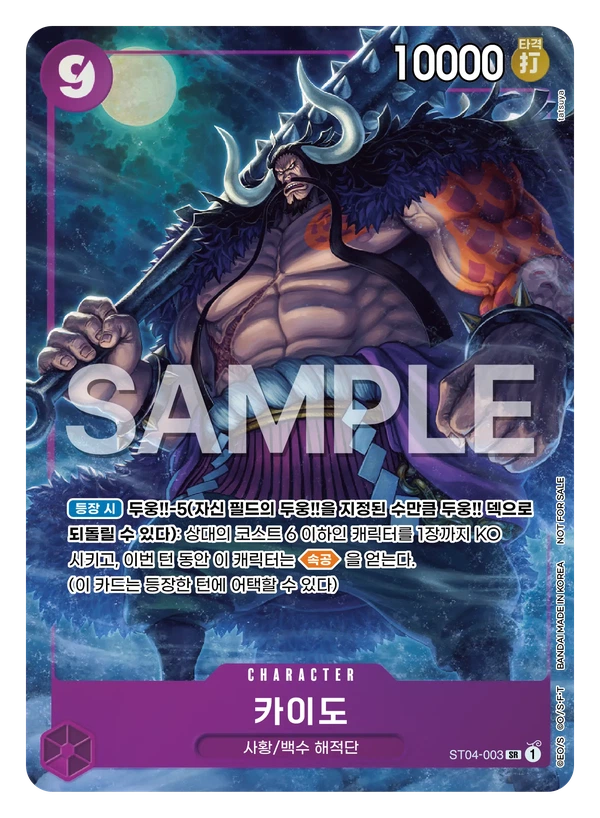 9
10000
타격
打
tatsuya
SAMPLE
등장 시 두웅!!-5(자신 필드의 두웅!!을 지정된 수만큼 두웅!! 덱으로
되돌릴 수 있다): 상대의 코스트 6 이하인 캐릭터를 1장까지 KO
시키고, 이번 턴 동안 이 캐릭터는 속공 을 얻는다.
(이 카드는 등장한 턴에 어택할 수 있다)
CHARACTER
카이도
사황/백수 해적단
ST04-003 SR 1
©EO/S ©O/S·F·T BANDAI MADE IN KOREA NOT FOR SALE